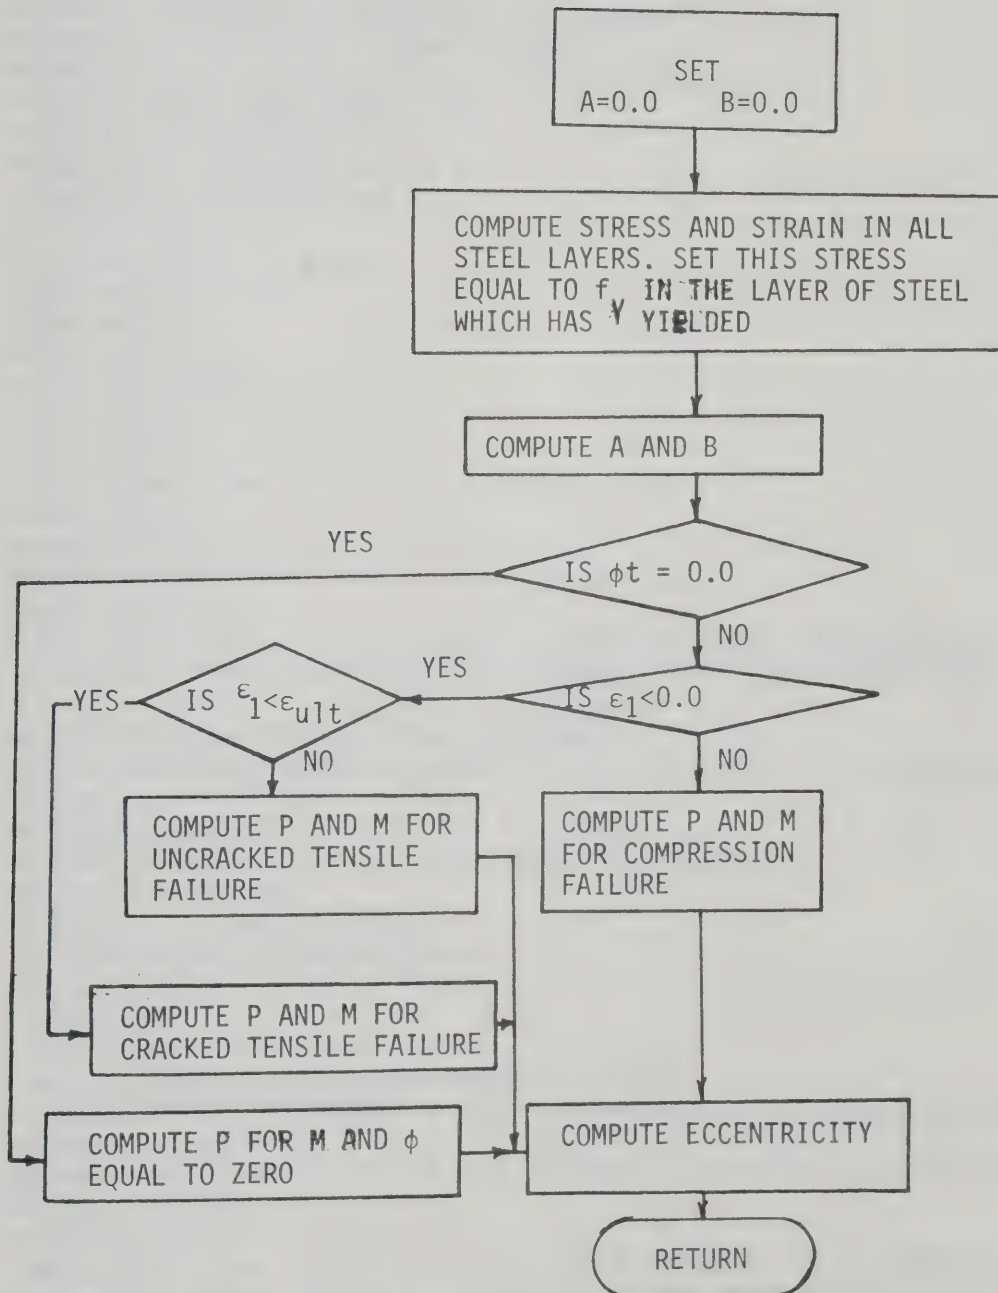 SET
A=0.0 B=0.0
COMPUTE STRESS AND STRAIN IN ALL
STEEL LAYERS. SET THIS STRESS
EQUAL TO fy IN THE LAYER OF STEEL
WHICH HAS YIELDED
COMPUTE A AND B
YES
IS ϕt = 0.0
NO
YES
IS ε1<0.0
YES
IS ε1<εult
NO
NO
COMPUTE P AND M FOR
UNCRACKED TENSILE
FAILURE
COMPUTE P AND M
FOR COMPRESSION
FAILURE
COMPUTE P AND M FOR
CRACKED TENSILE FAILURE
COMPUTE P FOR M AND ϕ
EQUAL TO ZERO
COMPUTE ECCENTRICITY
RETURN